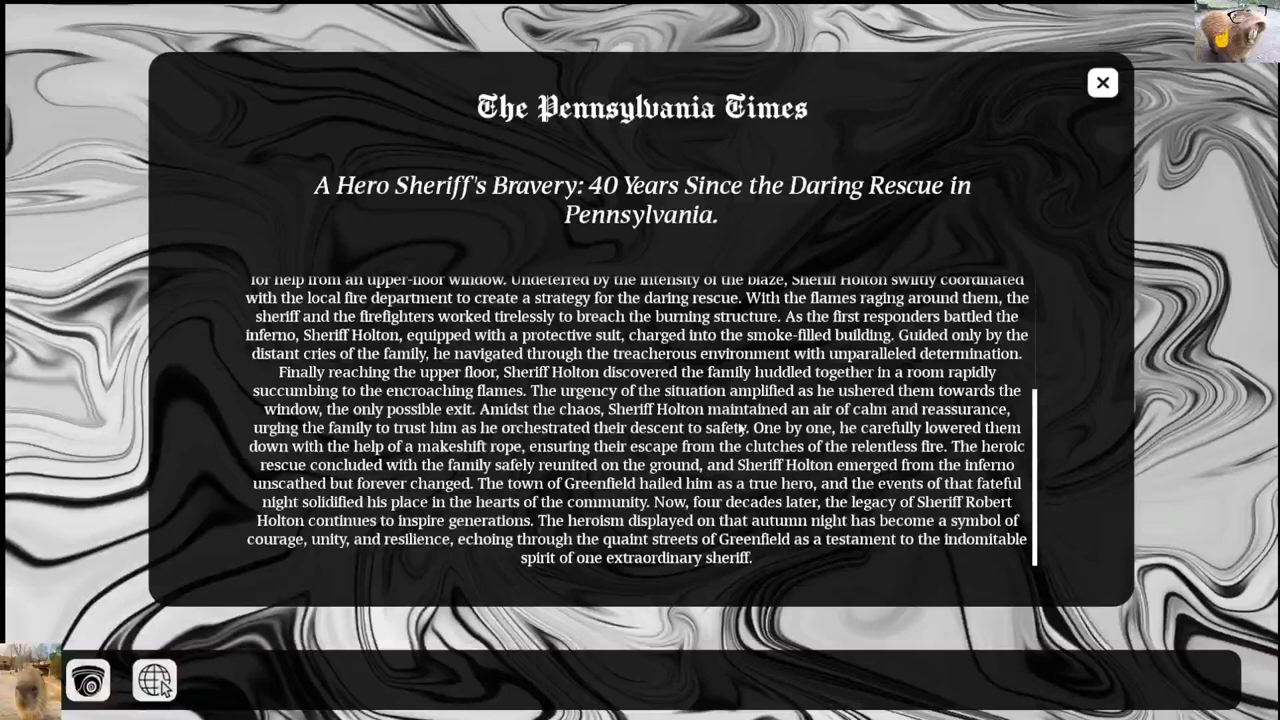 The Pennsylvania Times
A Hero Sheriff's Bravery: 40 Years Since the Daring Rescue in
Pennsylvania.
for help from an upper-floor window. Undeterred by the intensity of the blaze, Sheriff Holton swiftly coordinated
with the local fire department to create a strategy for the daring rescue. With the flames raging around them, the
sheriff and the firefighters worked tirelessly to breach the burning structure. As the first responders battled the
inferno, Sheriff Holton, equipped with a protective suit, charged into the smoke-filled building. Guided only by the
distant cries of the family, he navigated through the treacherous environment with unparalleled determination.
Finally reaching the upper floor, Sheriff Holton discovered the family huddled together in a room rapidly
succumbing to the encroaching flames. The urgency of the situation amplified as he ushered them towards the
window, the only possible exit. Amidst the chaos, Sheriff Holton maintained an air of calm and reassurance,
urging the family to trust him as he orchestrated their descent to safety. One by one, he carefully lowered them
down with the help of a makeshift rope, ensuring their escape from the clutches of the relentless fire. The heroic
rescue concluded with the family safely reunited on the ground, and Sheriff Holton emerged from the inferno
unscathed but forever changed. The town of Greenfield hailed him as a true hero, and the events of that fateful
night solidified his place in the hearts of the community. Now, four decades later, the legacy of Sheriff Robert
Holton continues to inspire generations. The heroism displayed on that autumn night has become a symbol of
courage, unity, and resilience, echoing through the quaint streets of Greenfield as a testament to the indomitable
spirit of one extraordinary sheriff.